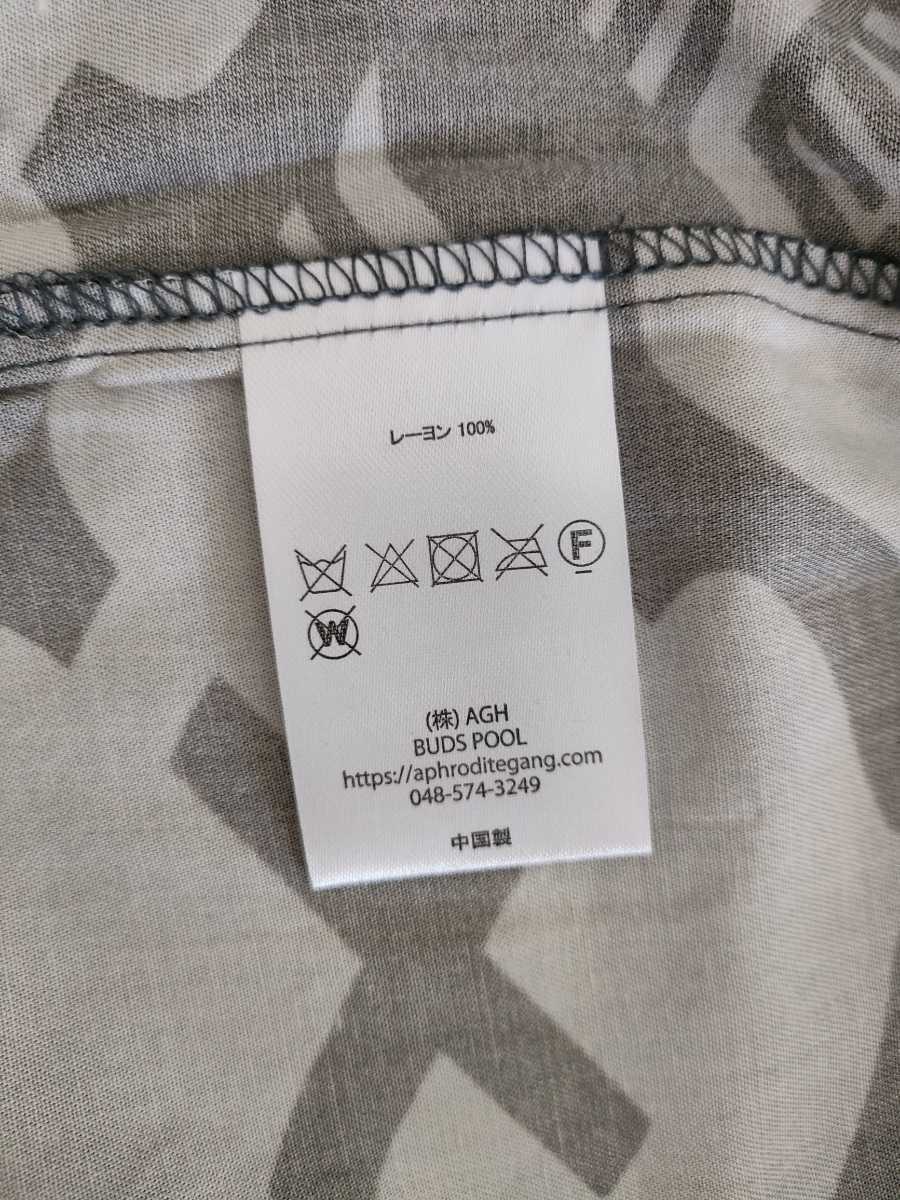 レーヨン 100%
F
W
(株) AGH
BUDS POOL
https://aphroditegang.com
048-574-3249
中国製